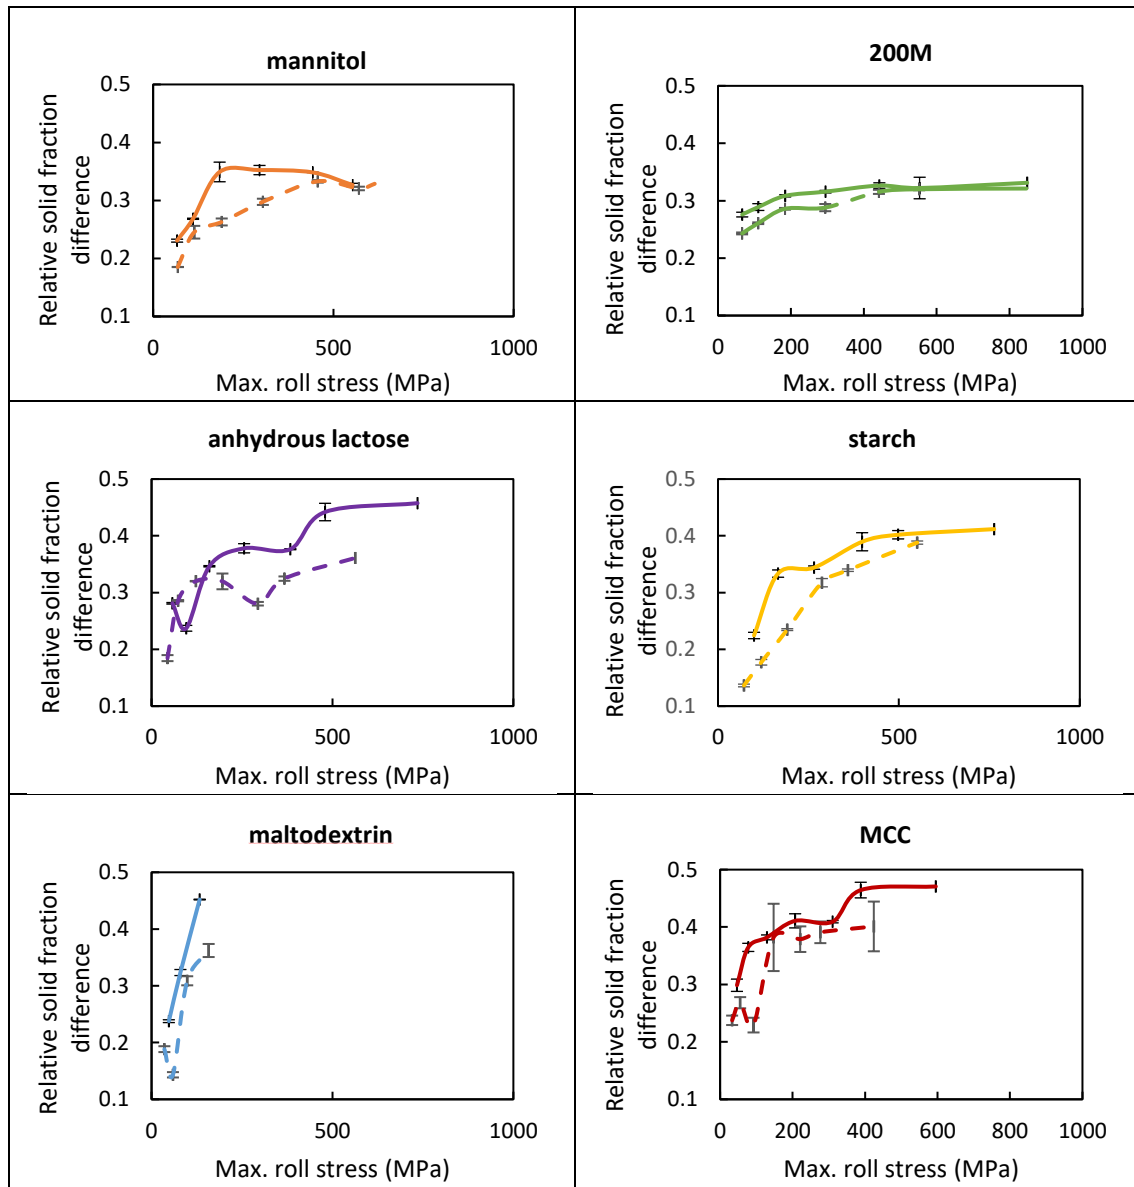 mannitol
Relative solid fraction
difference
0.5
0.4
0.3
0.2
0.1
0 500 1000
Max. roll stress (MPa)
200M
Relative solid fraction
difference
0.5
0.4
0.3
0.2
0.1
0 200 400 600 800 1000
Max. roll stress (MPa)
anhydrous lactose
Relative solid fraction
difference
0.5
0.4
0.3
0.2
0.1
0 500 1000
Max. roll stress (MPa)
starch
Relative solid fraction
difference
0.5
0.4
0.3
0.2
0.1
0 500 1000
Max. roll stress (MPa)
maltodextrin
Relative solid fraction
difference
0.5
0.4
0.3
0.2
0.1
0 500 1000
Max. roll stress (MPa)
MCC
Relative solid fraction
difference
0.5
0.4
0.3
0.2
0.1
0 200 400 600 800 1000
Max. roll stress (MPa)